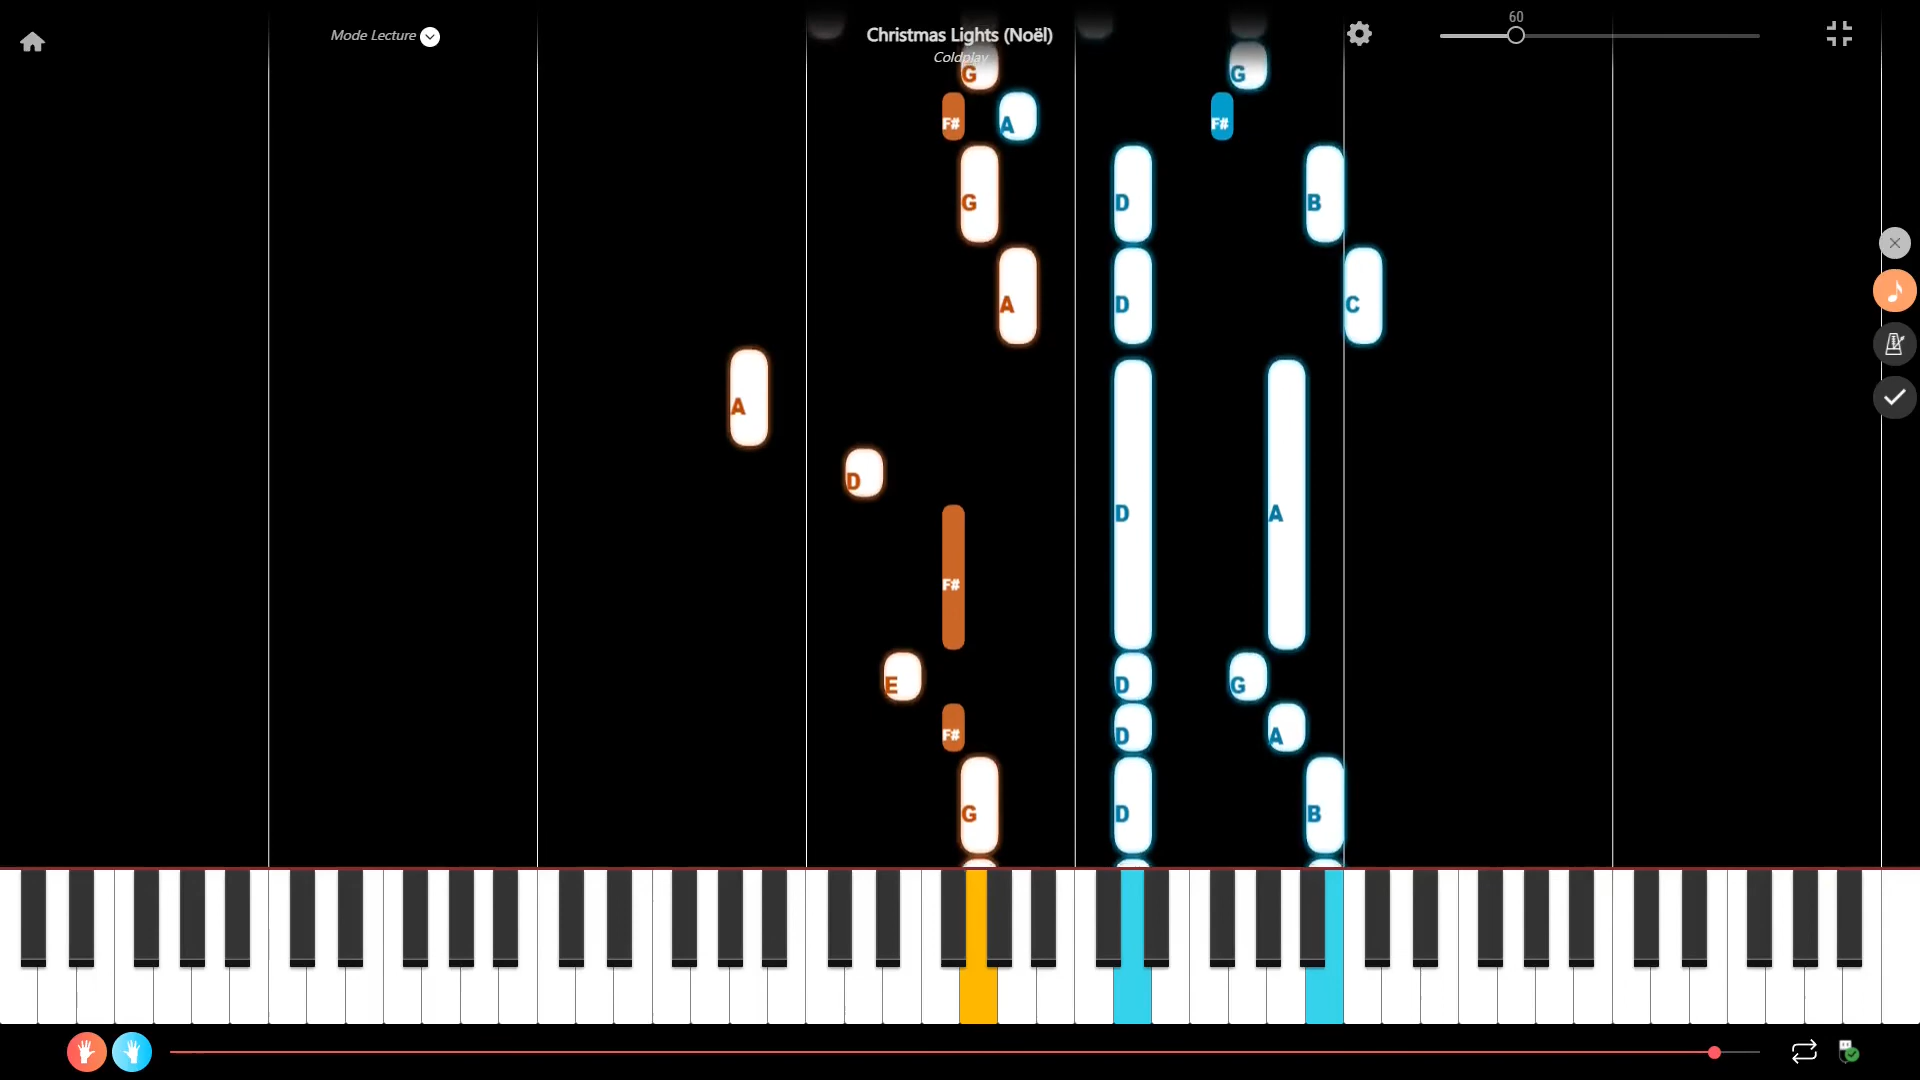 60
Mode Lecture
Christmas Lights (Noël)
Coldplay
G G
F# A F#
G D B
A D C
A
D
D A
F#
E D G
F# D A
G D B